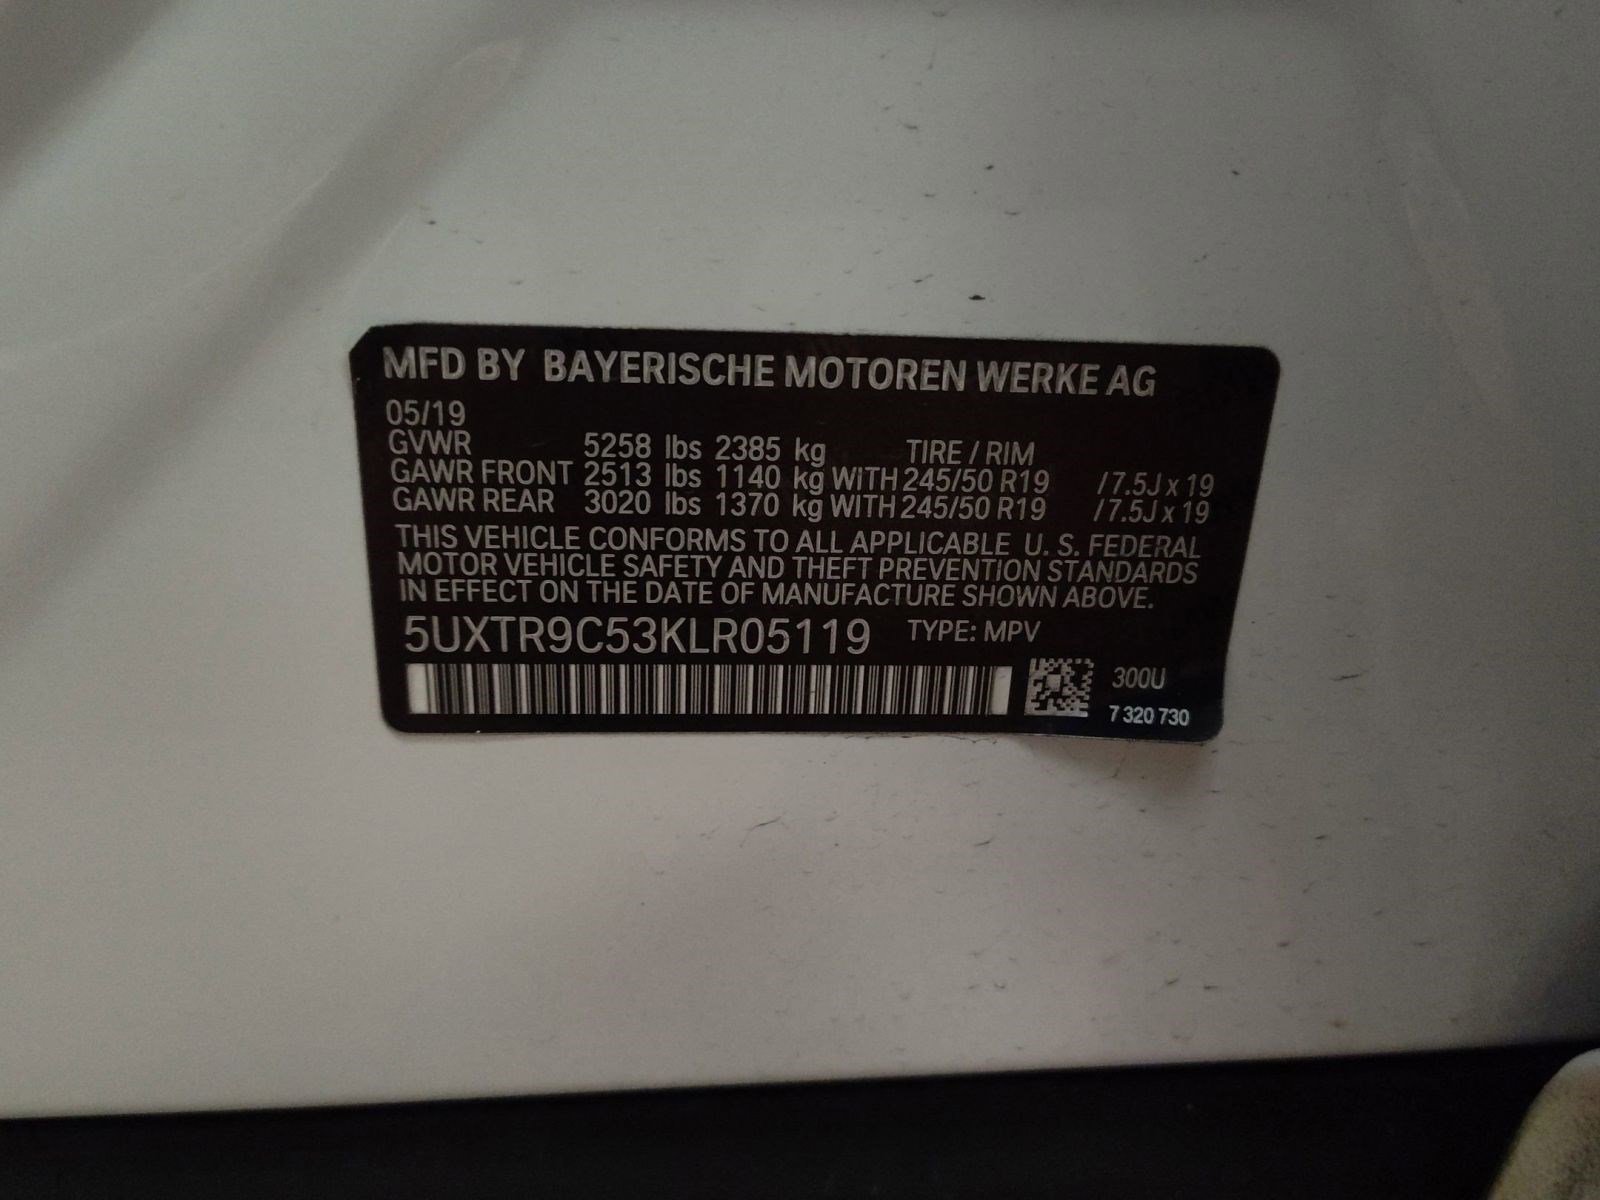 MFD BY BAYERISCHE MOTOREN WERKE AG
05/19
GVWR 5258 lbs 2385 kg TIRE / RIM
GAWR FRONT 2513 lbs 1140 kg WITH 245/50 R19 / 7.5J x 19
GAWR REAR 3020 lbs 1370 kg WITH 245/50 R19 / 7.5J x 19
THIS VEHICLE CONFORMS TO ALL APPLICABLE U. S. FEDERAL
MOTOR VEHICLE SAFETY AND THEFT PREVENTION STANDARDS
IN EFFECT ON THE DATE OF MANUFACTURE SHOWN ABOVE.
5UXTR9C53KLR05119 TYPE: MPV
300U
7 320 730